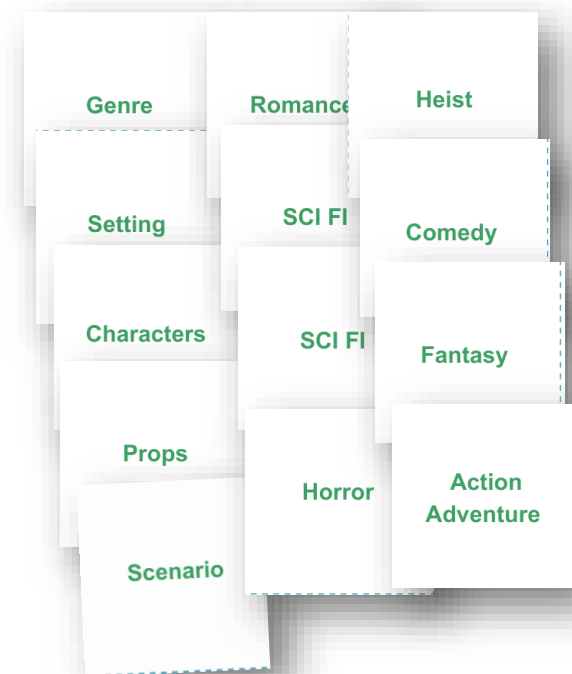 Genre
Setting
Characters
Props
Scenario
Romance
SCI FI
SCI FI
Horror
Heist
Comedy
Fantasy
Action
Adventure